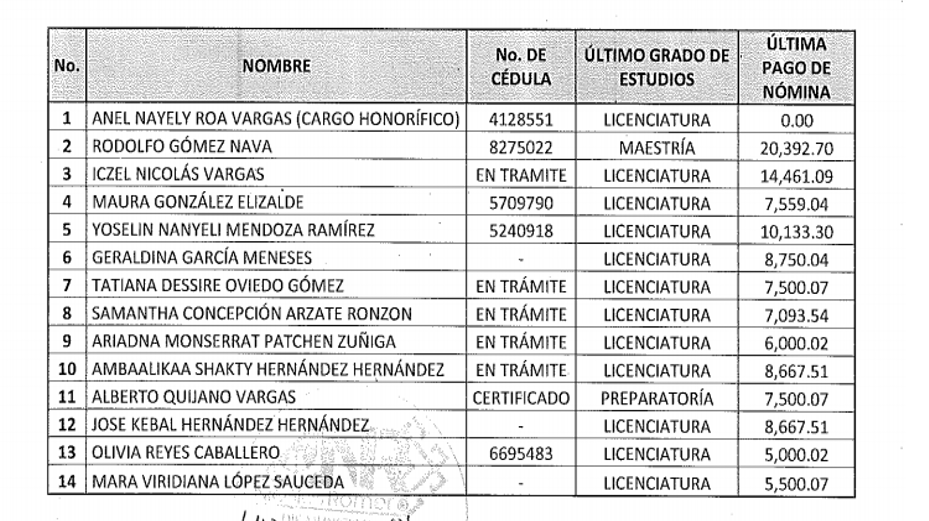 No. NOMBRE No. DE CÉDULA ÚLTIMO GRADO DE ESTUDIOS ÚLTIMA PAGO DE NÓMINA
1 ANEL NAYELY ROA VARGAS (CARGO HONORÍFICO) 4128551 LICENCIATURA 0.00
2 RODOLFO GÓMEZ NAVA 8275022 MAESTRÍA 20,392.70
3 ICZEL NICOLÁS VARGAS EN TRAMITE LICENCIATURA 14,461.09
4 MAURA GONZÁLEZ ELIZALDE 5709790 LICENCIATURA 7,559.04
5 YOSELIN NANYELI MENDOZA RAMÍREZ 5240918 LICENCIATURA 10,133.30
6 GERALDINA GARCÍA MENESES - LICENCIATURA 8,750.04
7 TATIANA DESSIRE OVIEDO GÓMEZ EN TRÁMITE LICENCIATURA 7,500.07
8 SAMANTHA CONCEPCIÓN ARZATE RONZON EN TRÁMITE LICENCIATURA 7,093.54
9 ARIADNA MONSERRAT PATCHEN ZUÑIGA EN TRÁMITE LICENCIATURA 6,000.02
10 AMBAALIKAA SHAKTY HERNÁNDEZ HERNÁNDEZ EN TRÁMITE LICENCIATURA 8,667.51
11 ALBERTO QUIJANO VARGAS CERTIFICADO PREPARATORÍA 7,500.07
12 JOSE KEBAL HERNÁNDEZ HERNÁNDEZ - LICENCIATURA 8,667.51
13 OLIVIA REYES CABALLERO 6695483 LICENCIATURA 5,000.02
14 MARA VIRIDIANA LÓPEZ SAUCEDA - LICENCIATURA 5,500.07